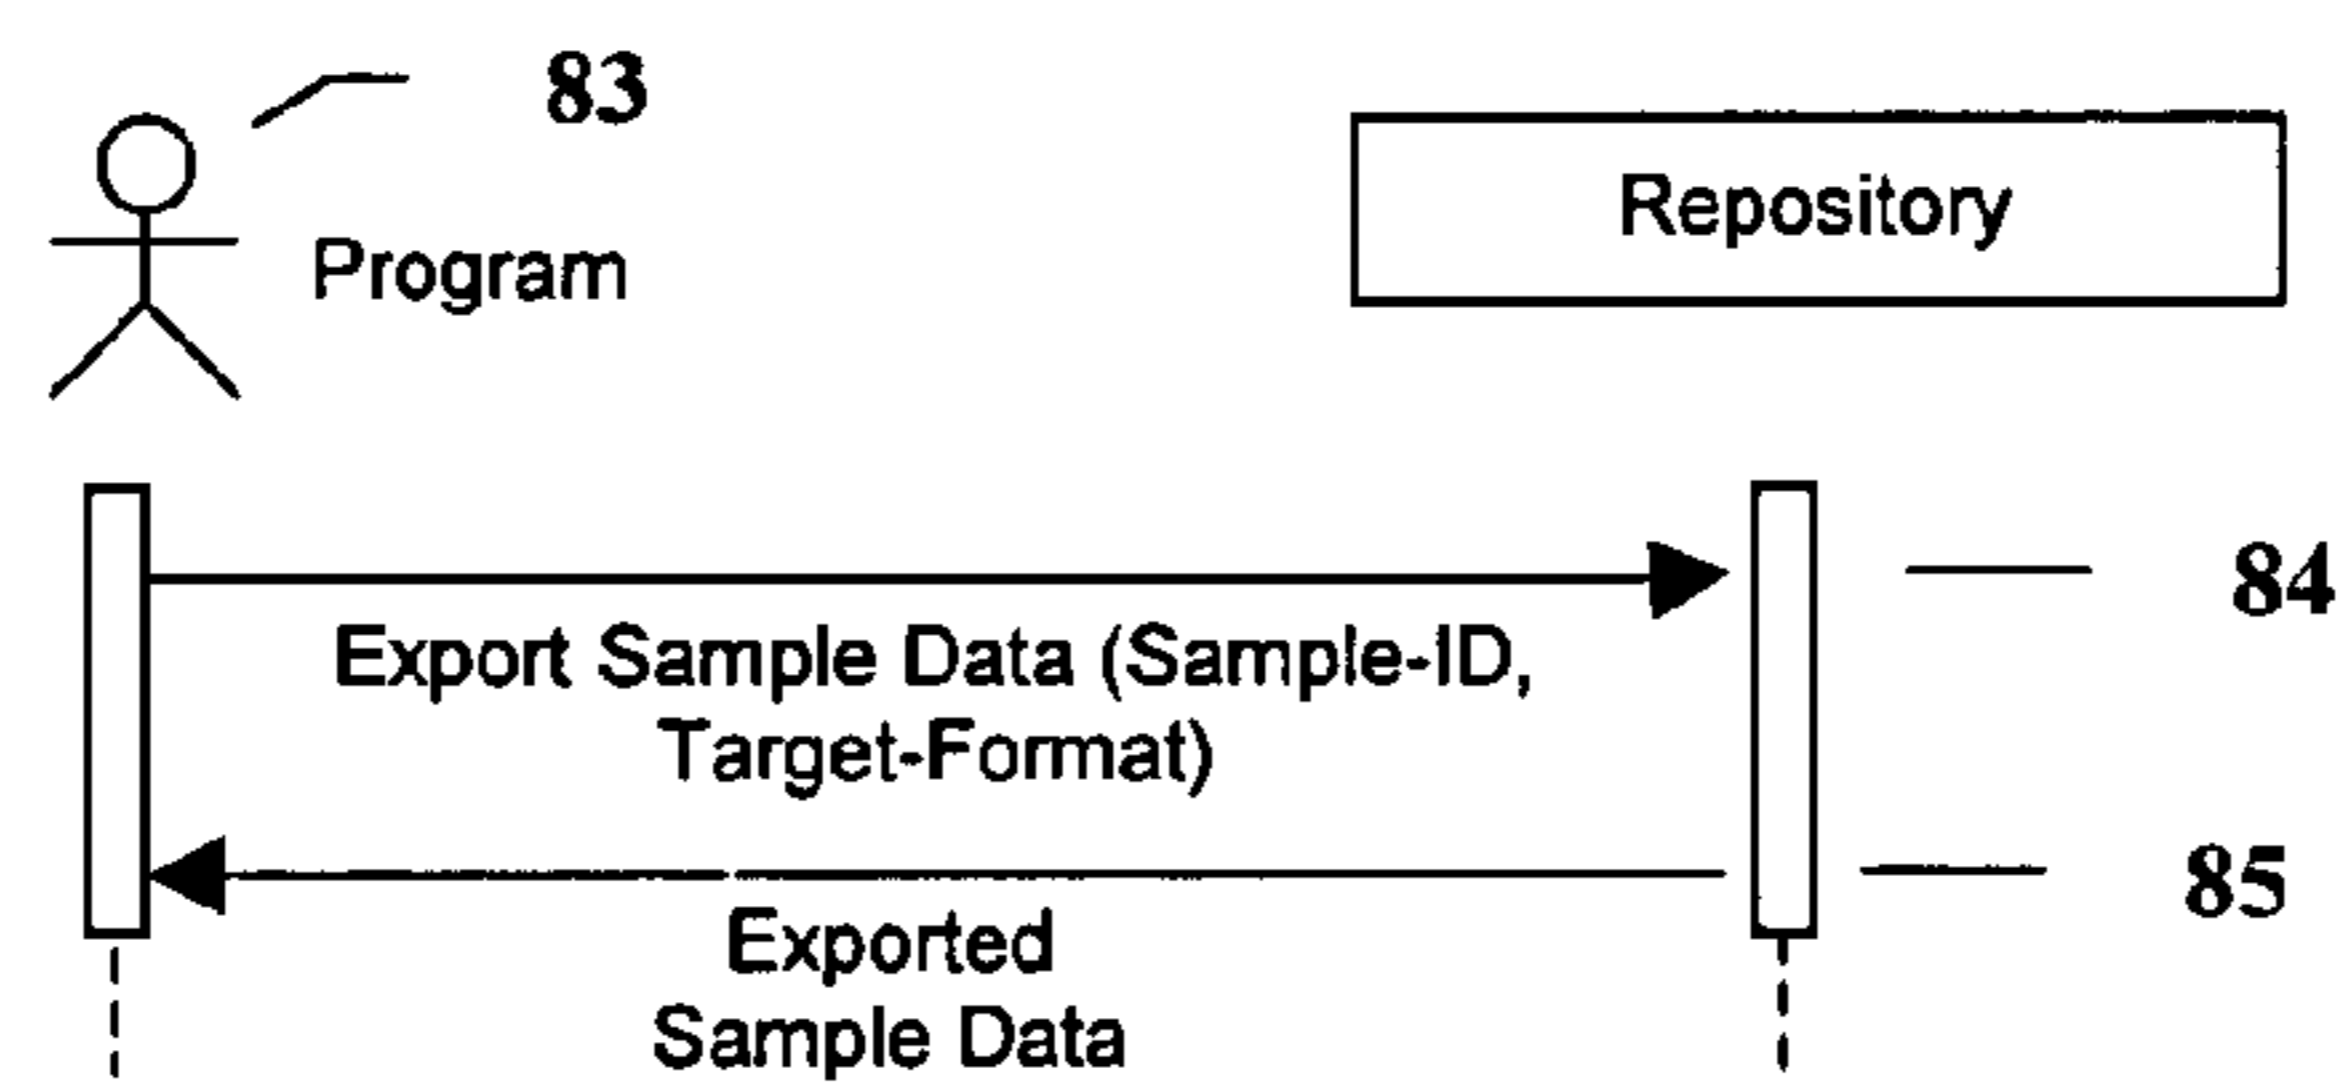 83
Program
Repository
84
Export Sample Data (Sample-ID,
Target-Format)
85
Exported
Sample Data